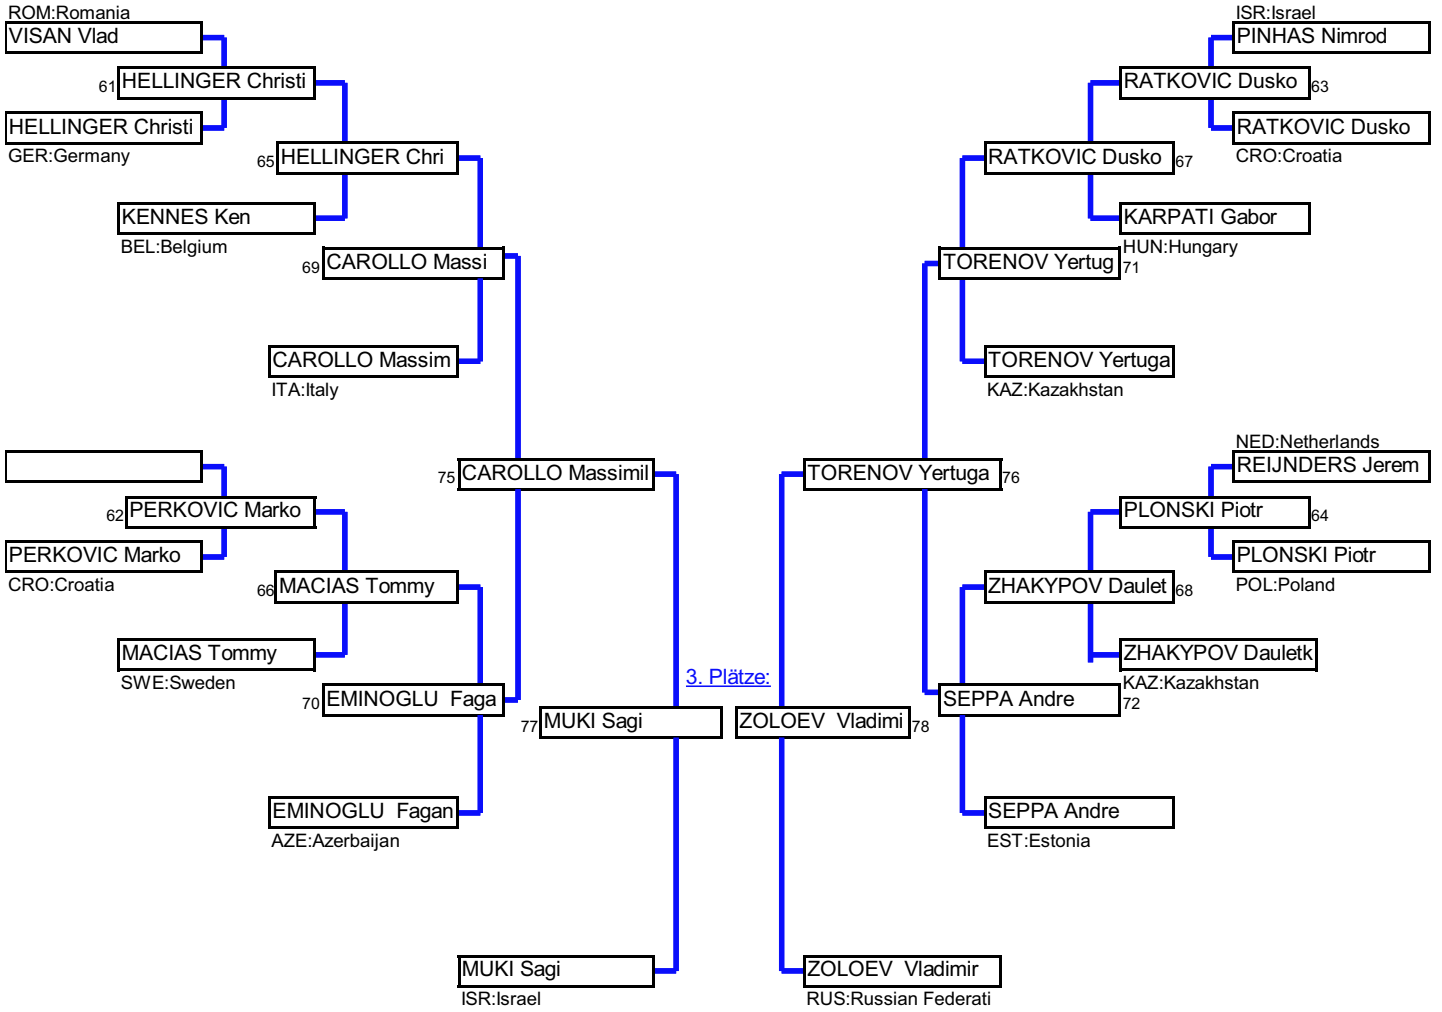 ROM:Romania
VISAN Vlad
61
HELLINGER Christi
HELLINGER Christi
GER:Germany
65
HELLINGER Chri
KENNES Ken
BEL:Belgium
69
CAROLLO Massi
CAROLLO Massim
ITA:Italy
75
CAROLLO Massimil
62
PERKOVIC Marko
PERKOVIC Marko
CRO:Croatia
66
MACIAS Tommy
MACIAS Tommy
SWE:Sweden
70
EMINOGLU  Faga
EMINOGLU  Fagan
AZE:Azerbaijan
77
MUKI Sagi
MUKI Sagi
ISR:Israel
3. Plätze:
ISR:Israel
PINHAS Nimrod
RATKOVIC Dusko
63
RATKOVIC Dusko
CRO:Croatia
RATKOVIC Dusko
67
KARPATI Gabor
HUN:Hungary
TORENOV Yertug
71
TORENOV Yertuga
KAZ:Kazakhstan
TORENOV Yertuga
76
NED:Netherlands
REIJNDERS Jerem
PLONSKI Piotr
64
PLONSKI Piotr
POL:Poland
ZHAKYPOV Daulet
68
ZHAKYPOV Dauletk
KAZ:Kazakhstan
SEPPA Andre
72
SEPPA Andre
EST:Estonia
ZOLOEV  Vladimi
78
ZOLOEV  Vladimir
RUS:Russian Federati